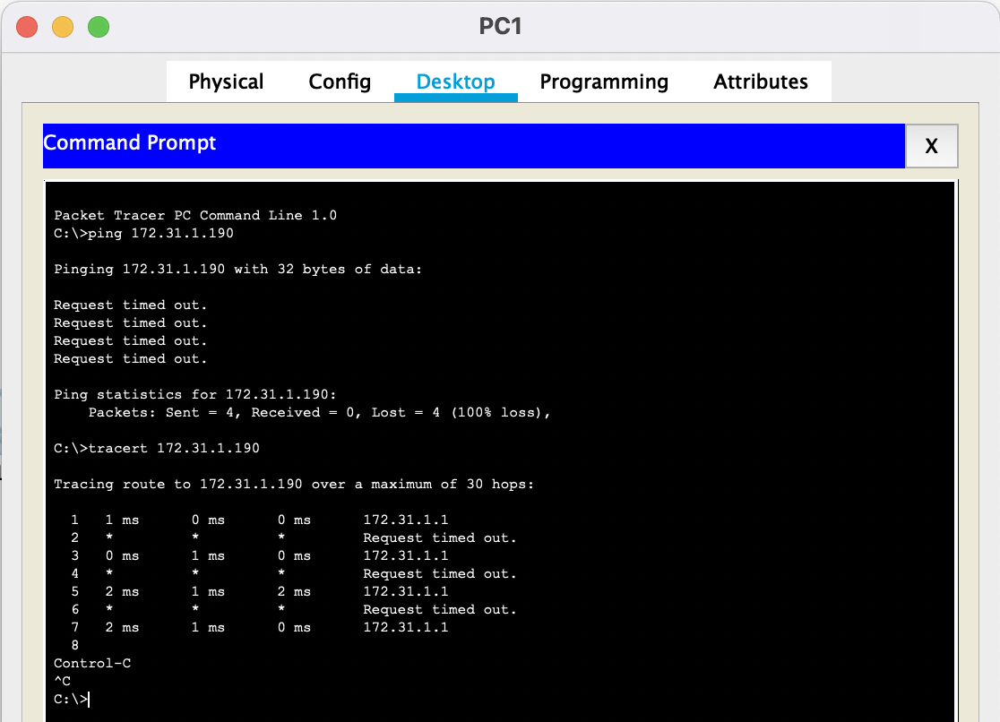 PC1
Physical Config Desktop Programming Attributes
Command Prompt X
Packet Tracer PC Command Line 1.0
C:\>ping 172.31.1.190
Pinging 172.31.1.190 with 32 bytes of data:
Request timed out.
Request timed out.
Request timed out.
Request timed out.
Ping statistics for 172.31.1.190:
    Packets: Sent = 4, Received = 0, Lost = 4 (100% loss),
C:\>tracert 172.31.1.190
Tracing route to 172.31.1.190 over a maximum of 30 hops:
  1   1 ms      0 ms      0 ms      172.31.1.1
  2   *         *         *         Request timed out.
  3   0 ms      1 ms      0 ms      172.31.1.1
  4   *         *         *         Request timed out.
  5   2 ms      1 ms      2 ms      172.31.1.1
  6   *         *         *         Request timed out.
  7   2 ms      1 ms      0 ms      172.31.1.1
  8
Control-C
^C
C:\>